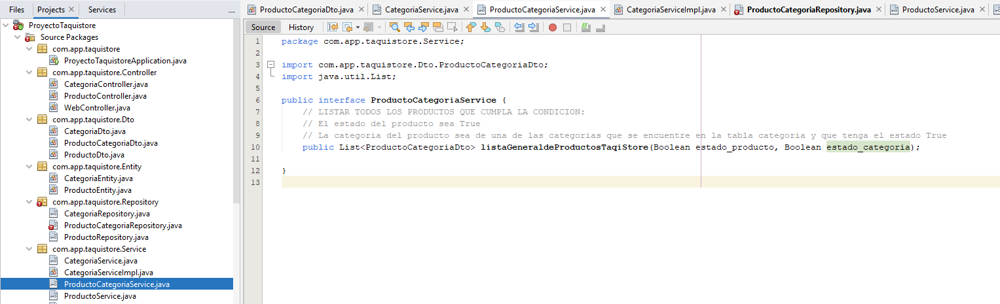 Files Projects Services
ProyectoTaquistore
Source Packages
com.app.taquistore
ProyectoTaquistoreApplication.java
com.app.taquistore.Controller
CategoriaController.java
ProductoController.java
WebController.java
com.app.taquistore.Dto
CategoriaDto.java
ProductoCategoriaDto.java
ProductoDto.java
com.app.taquistore.Entity
CategoriaEntity.java
ProductoEntity.java
com.app.taquistore.Repository
CategoriaRepository.java
ProductoCategoriaRepository.java
ProductoRepository.java
com.app.taquistore.Service
CategoriaService.java
CategoriaServiceImpl.java
ProductoCategoriaService.java
ProductoService.java
ProductoCategoriaDto.java CategoriaService.java ProductoCategoriaService.java CategoriaServiceImpl.java ProductoCategoriaRepository.java ProductoService.java
Source History
1 package com.app.taquistore.Service;
2
3 import com.app.taquistore.Dto.ProductoCategoriaDto;
4 import java.util.List;
5
6 public interface ProductoCategoriaService {
7 // LISTAR TODOS LOS PRODUCTOS QUE CUMPLA LA CONDICION:
8 // El estado del producto sea True
9 // La categoria del producto sea de una de las categorias que se encuentre en la tabla categoria y que tenga el estado True
10 public List<ProductoCategoriaDto> listaGeneraldeProductosTaqiStore(Boolean estado_producto, Boolean estado_categoria);
11
12 }
13